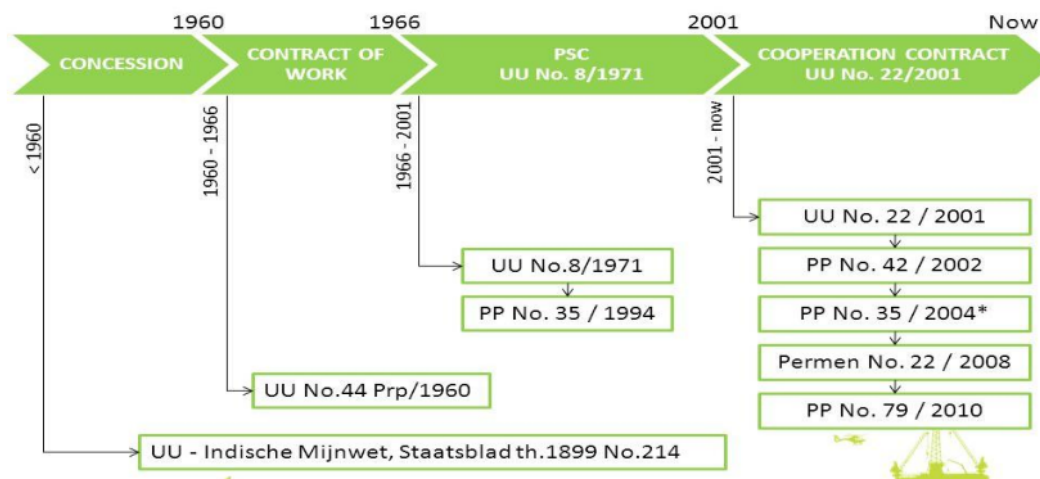 1960
1966
2001
Now
CONCESSION
CONTRACT OF
WORK
PSC
UU No. 8/1971
COOPERATION CONTRACT
UU No. 22/2001
< 1960
1960 - 1966
1966 - 2001
2001 - now
UU No. 22 / 2001
PP No. 42 / 2002
PP No. 35 / 2004*
Permen No. 22 / 2008
PP No. 79 / 2010
UU No.8/1971
PP No. 35 / 1994
UU No.44 Prp/1960
UU - Indische Mijnwet, Staatsblad th.1899 No.214